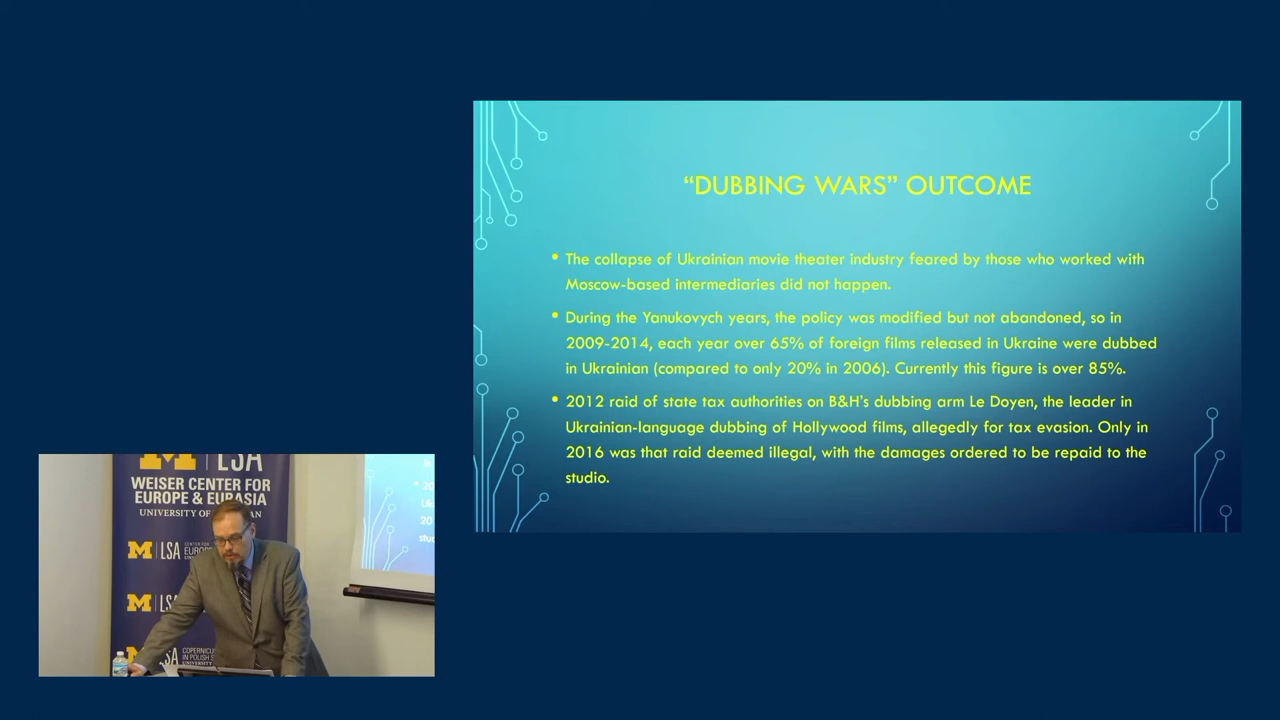 “DUBBING WARS” OUTCOME
• The collapse of Ukrainian movie theater industry feared by those who worked with
Moscow-based intermediaries did not happen.
• During the Yanukovych years, the policy was modified but not abandoned, so in
2009-2014, each year over 65% of foreign films released in Ukraine were dubbed
in Ukrainian (compared to only 20% in 2006). Currently this figure is over 85%.
• 2012 raid of state tax authorities on B&H’s dubbing arm Le Doyen, the leader in
Ukrainian-language dubbing of Hollywood films, allegedly for tax evasion. Only in
2016 was that raid deemed illegal, with the damages ordered to be repaid to the
studio.
M LSA
WEISER CENTER FOR
EUROPE & EURASIA
UNIVERSITY OF
M LSA
M
M